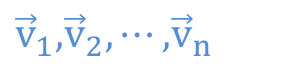 v⃗₁,v⃗₂, ⋯ ,v⃗ₙ